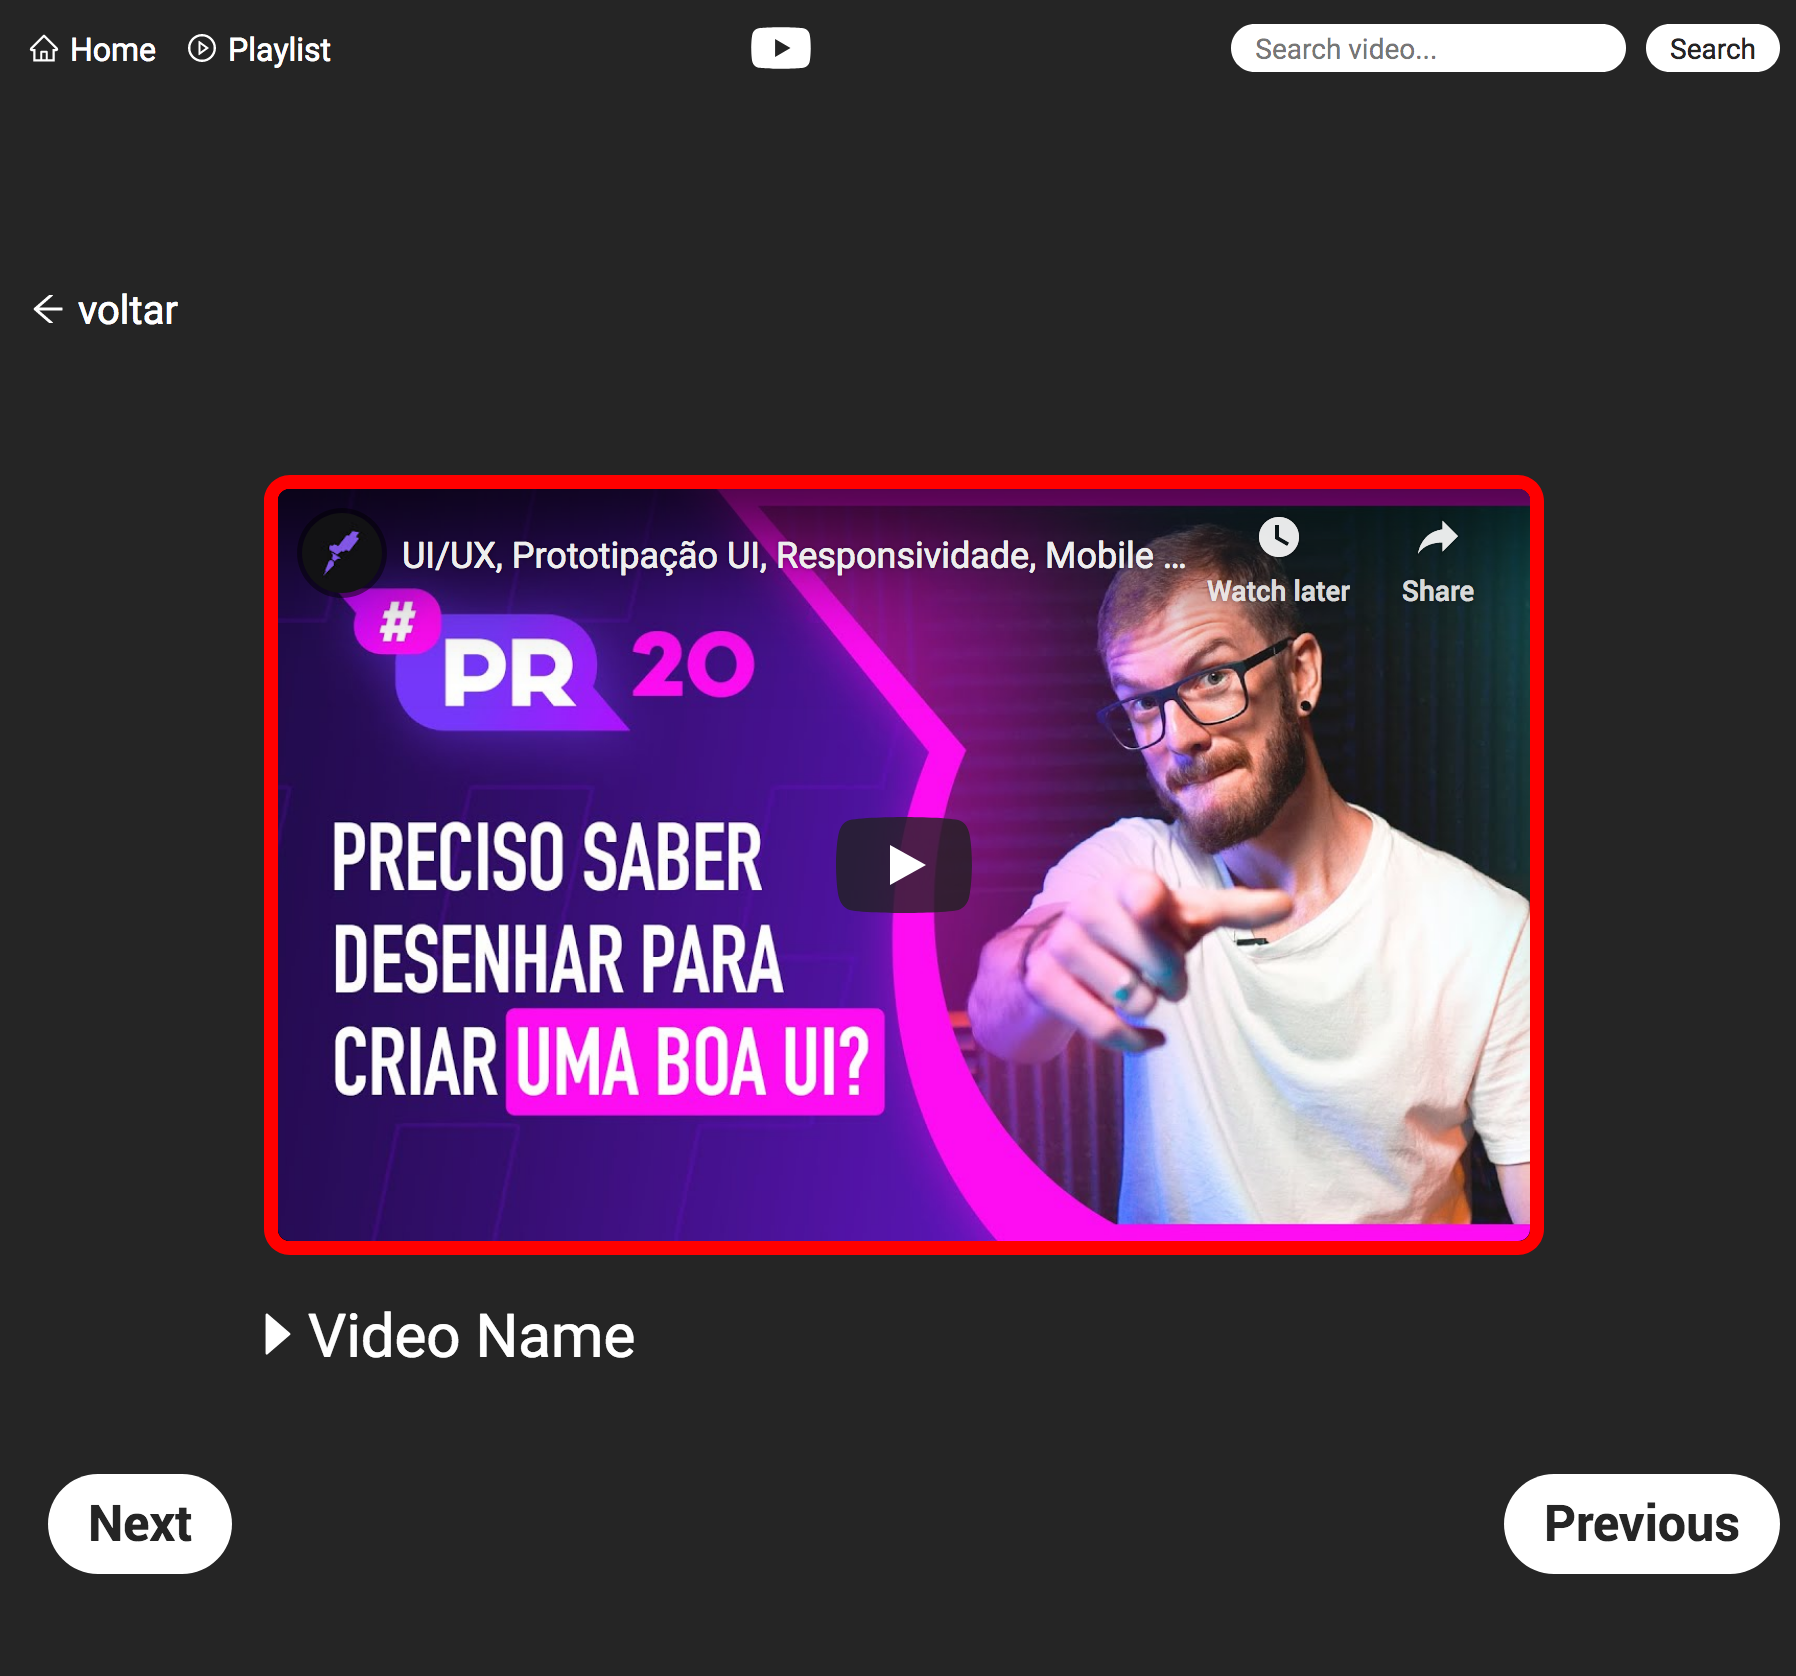 Home Playlist Search video... Search
voltar
UI/UX, Prototipação UI, Responsividade, Mobile ...
Watch later Share
#
PR 20
PRECISO SABER
DESENHAR PARA
CRIAR UMA BOA UI?
Video Name
Next Previous